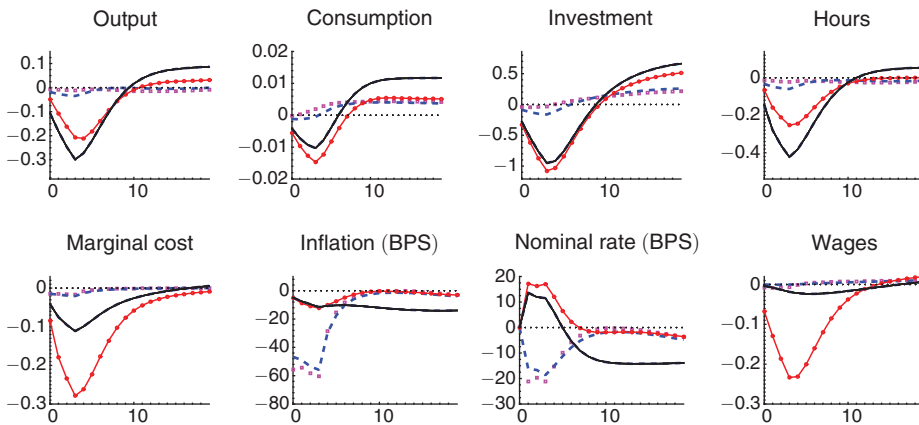 Output Consumption Investment Hours
0.1 0 −0.1 −0.2 −0.3 0 10
0.02 0.01 0 −0.01 −0.02 0 10
0.5 0 −0.5 −1 0 10
0.2 0 −0.2 −0.4 0 10
Marginal cost Inflation (BPS) Nominal rate (BPS) Wages
0 −0.1 −0.2 −0.3 0 10
0 −20 −40 −60 −80 0 10
20 10 0 −10 −20 −30 0 10
0 −0.1 −0.2 −0.3 0 10